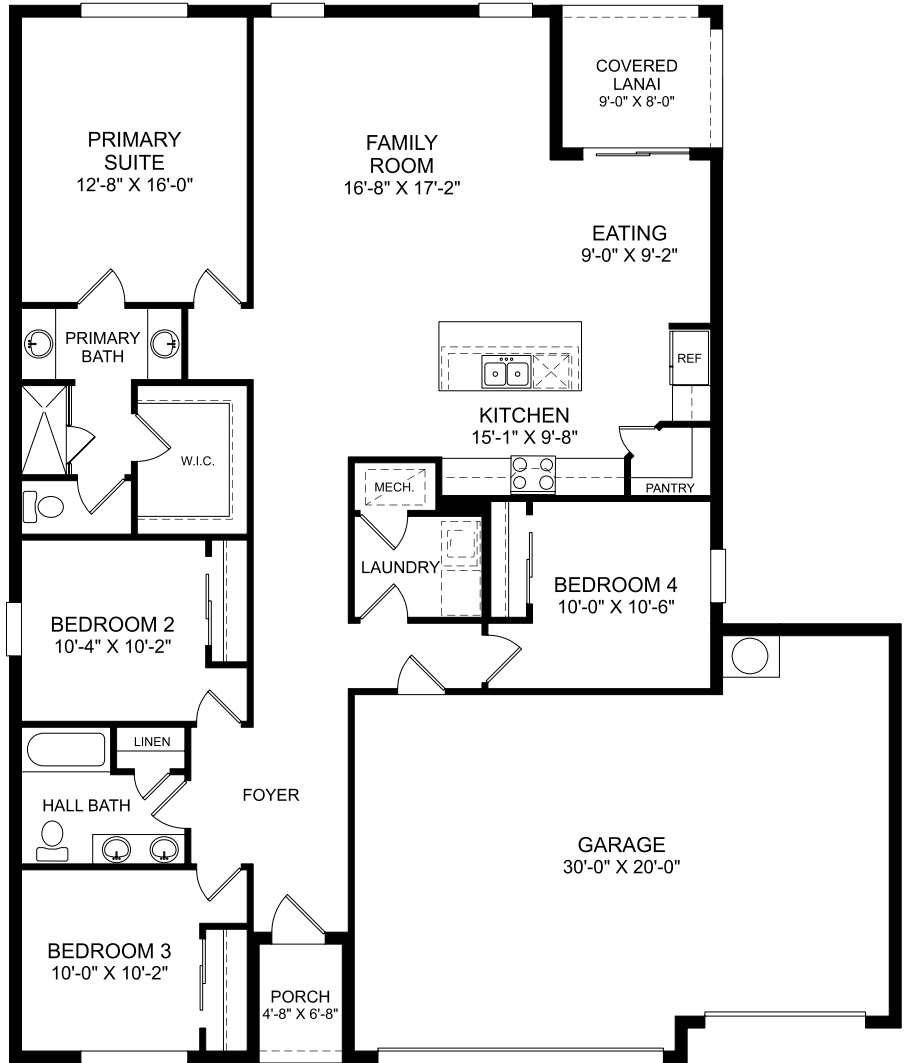 COVERED
LANAI
9'-0" X 8'-0"
PRIMARY
SUITE
12'-8" X 16'-0"
FAMILY
ROOM
16'-8" X 17'-2"
EATING
9'-0" X 9'-2"
PRIMARY
BATH
REF
KITCHEN
15'-1" X 9'-8"
W.I.C.
MECH.
PANTRY
LAUNDRY
BEDROOM 4
10'-0" X 10'-6"
BEDROOM 2
10'-4" X 10'-2"
LINEN
HALL BATH
FOYER
GARAGE
30'-0" X 20'-0"
BEDROOM 3
10'-0" X 10'-2"
PORCH
4'-8" X 6'-8"